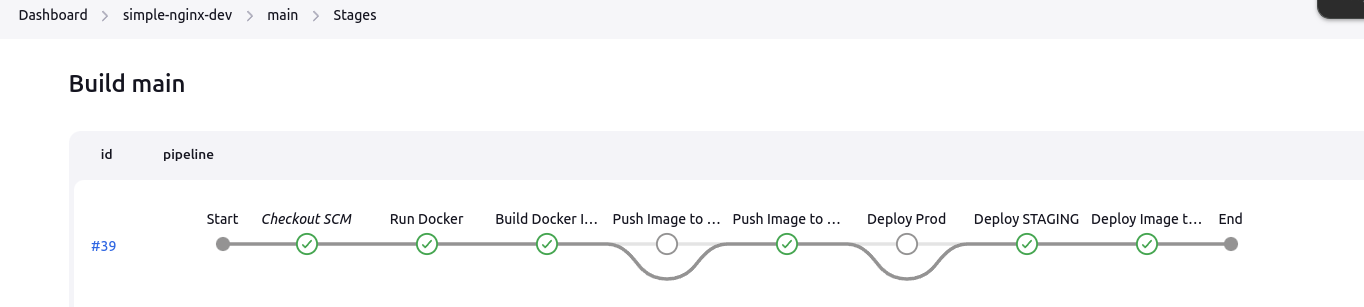 Dashboard > simple-nginx-dev > main > Stages
Build main
id pipeline
Start Checkout SCM Run Docker Build Docker I... Push Image to ... Push Image to ... Deploy Prod Deploy STAGING Deploy Image t... End
#39